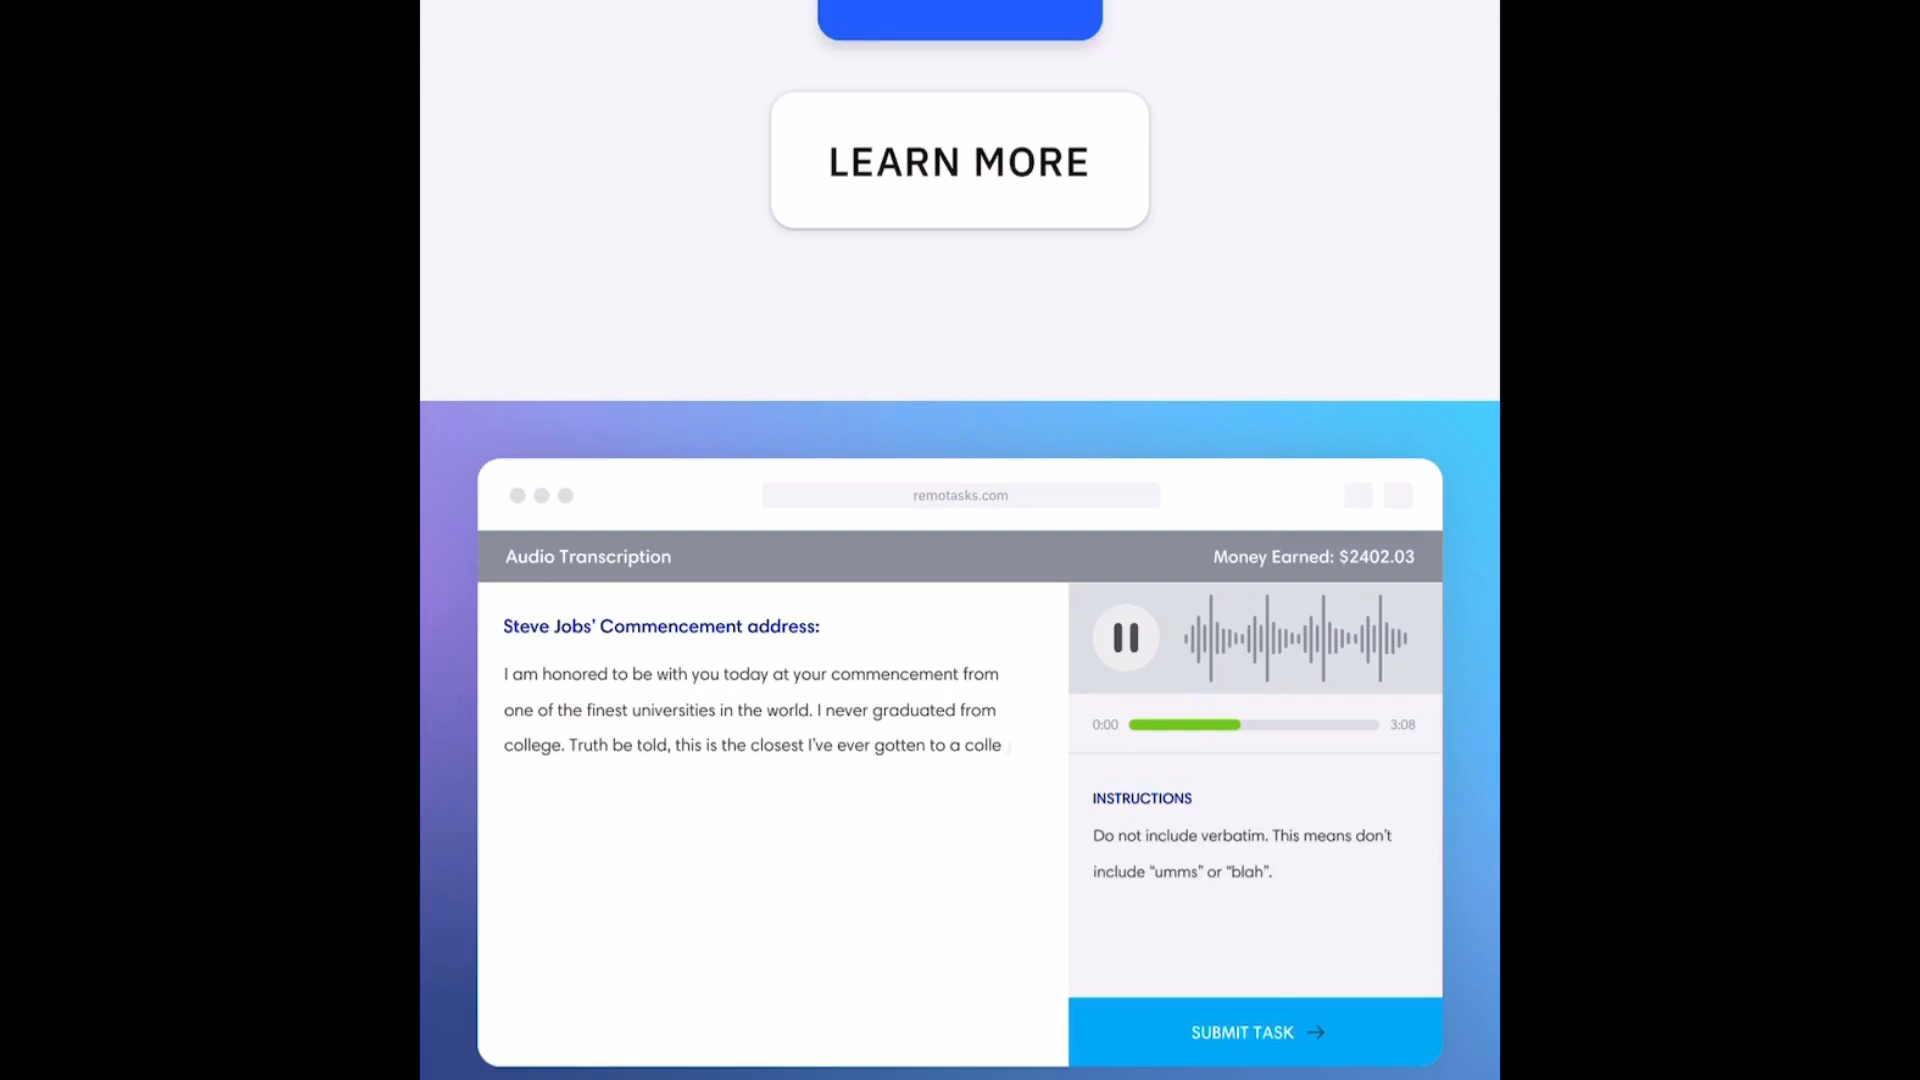 LEARN MORE
remotasks.com
Audio Transcription
Money Earned: $2402.03
Steve Jobs’ Commencement address:
I am honored to be with you today at your commencement from
one of the finest universities in the world. I never graduated from
college. Truth be told, this is the closest I’ve ever gotten to a colle
0:00
3:08
INSTRUCTIONS
Do not include verbatim. This means don’t
include “umms” or “blah”.
SUBMIT TASK →